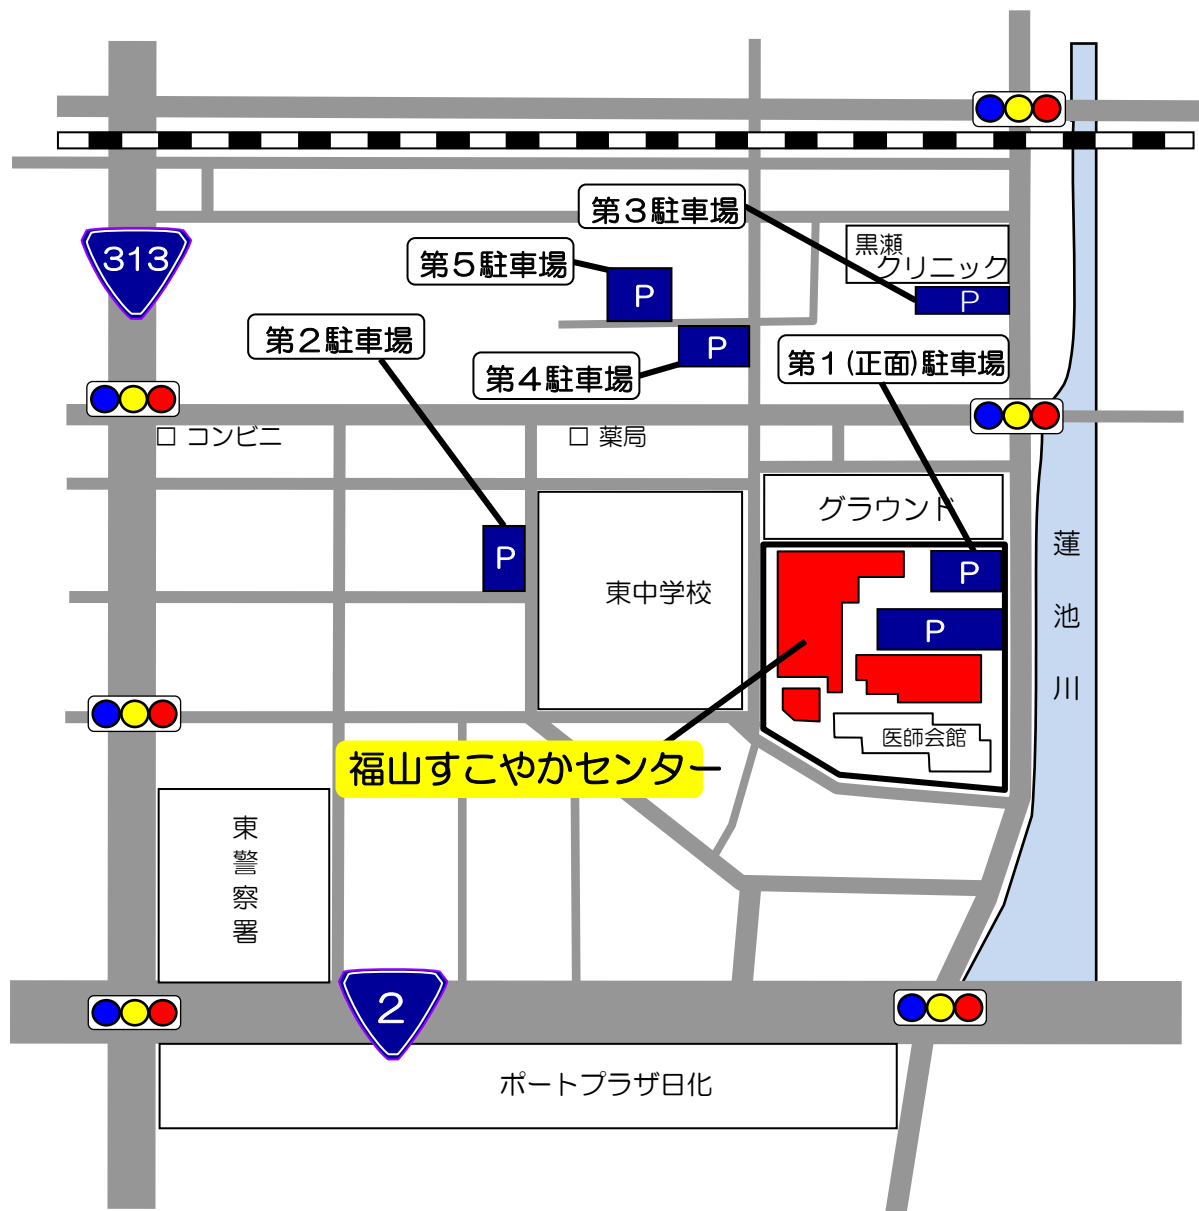 第３駐車場
黒瀬
クリニック
313
第５駐車場
P
P
第２駐車場
P
第４駐車場
第１(正面)駐車場
コンビニ
薬局
グラウンド
P
蓮池川
P
東中学校
P
医師会館
福山すこやかセンター
東警察署
2
ポートプラザ日化